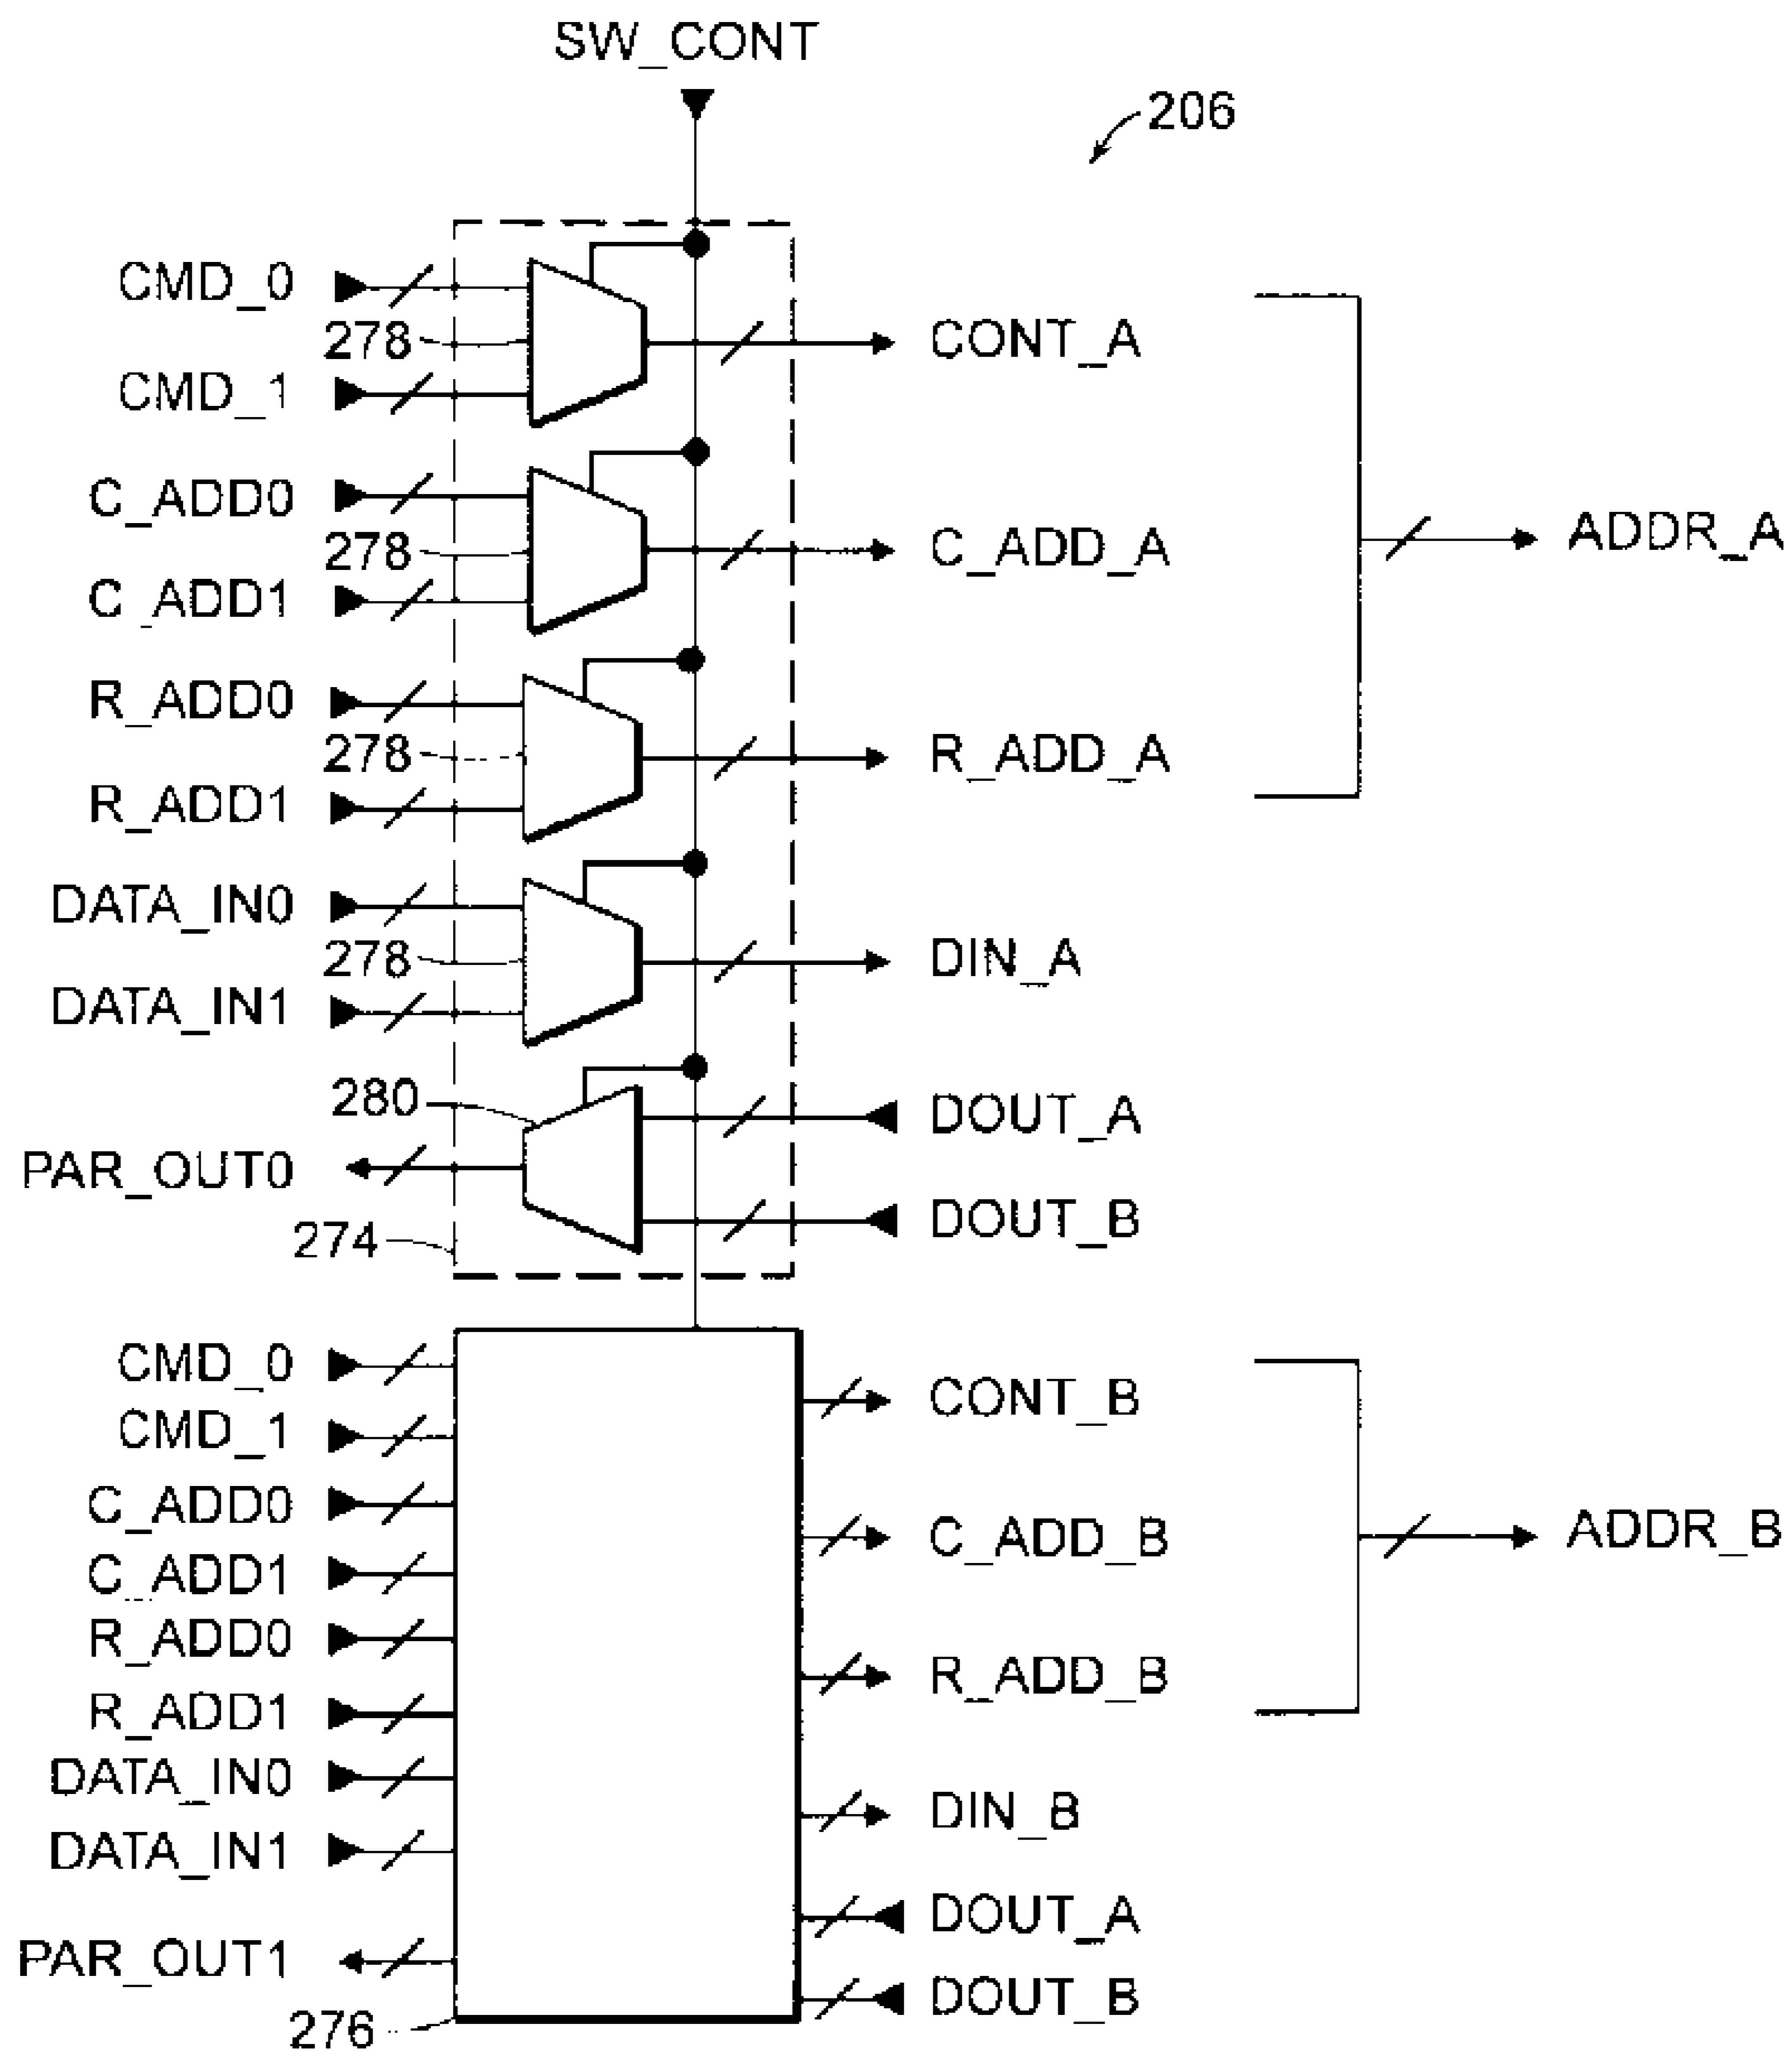 SW_CONT
206
CMD_0
278
CONT_A
CMD_1
C_ADD0
278
C_ADD_A
ADDR_A
C_ADD1
R_ADD0
278
R_ADD_A
R_ADD1
DATA_IN0
278
DIN_A
DATA_IN1
280
DOUT_A
PAR_OUT0
DOUT_B
274
CMD_0
CONT_B
CMD_1
C_ADD0
C_ADD_B
ADDR_B
C_ADD1
R_ADD0
R_ADD_B
R_ADD1
DATA_IN0
DIN_B
DATA_IN1
DOUT_A
PAR_OUT1
DOUT_B
276